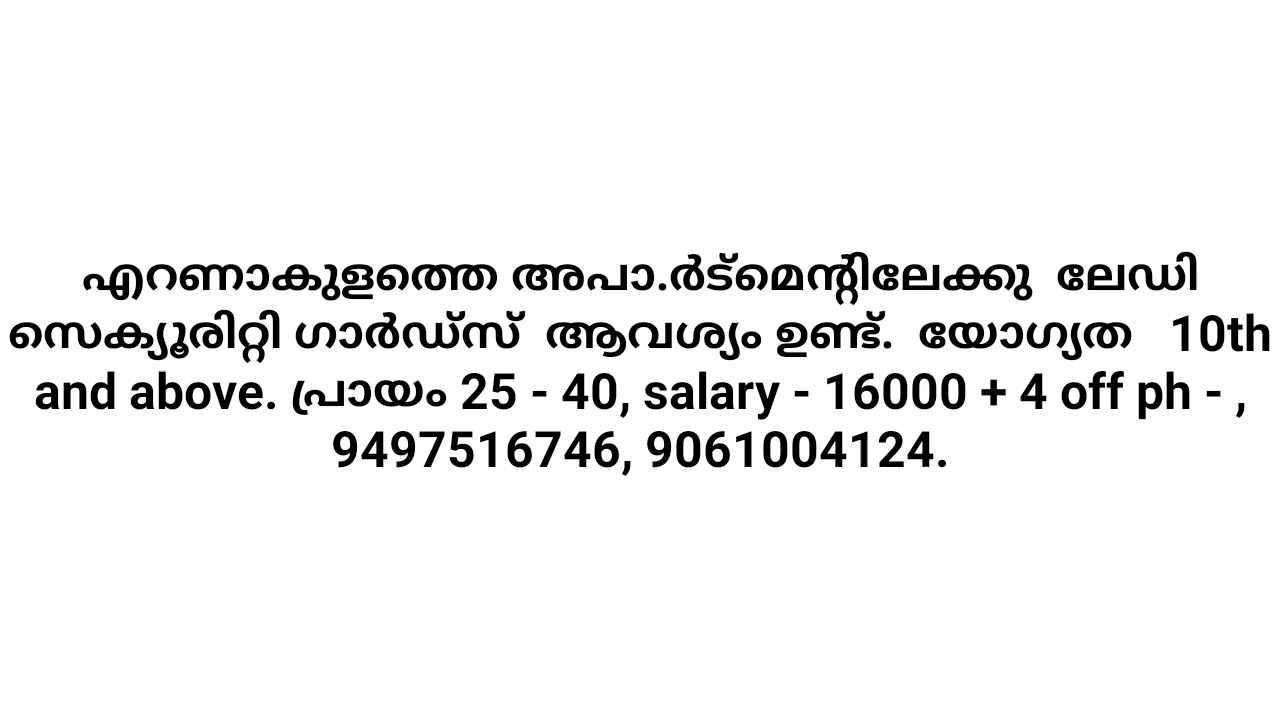 എറണാകുളത്തെ അപാ.ർട്മെന്റിലേക്കു ലേഡി
സെക്യൂരിറ്റി ഗാർഡ്സ് ആവശ്യം ഉണ്ട്. യോഗ്യത 10th
and above. പ്രായം 25 - 40, salary - 16000 + 4 off ph - ,
9497516746, 9061004124.